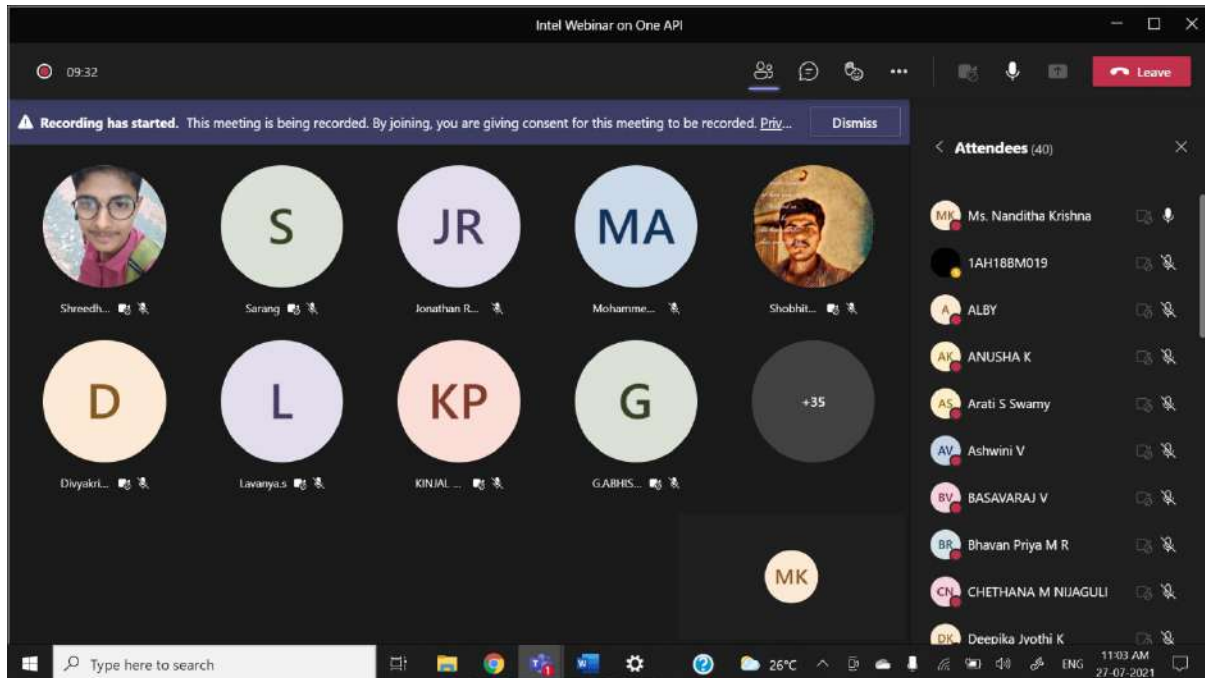 Intel Webinar on One API
09:32
Leave
Recording has started. This meeting is being recorded. By joining, you are giving consent for this meeting to be recorded. Priv...
Dismiss
Attendees (40)
S
JR
MA
Shreedh...
Sarang
Jonathan R...
Mohamme...
Shobhit...
D
L
KP
G
+35
Divyakri...
Lavanya.s
KINJAL ...
G.ABHIS...
MK
MK Ms. Nanditha Krishna
1AH18BM019
A ALBY
AK ANUSHA K
AS Arati S Swamy
AV Ashwini V
BV BASAVARAJ V
BR Bhavan Priya M R
CN CHETHANA M NIJAGULI
DK Deepika Jyothi K
Type here to search
26°C
ENG
11:03 AM
27-07-2021